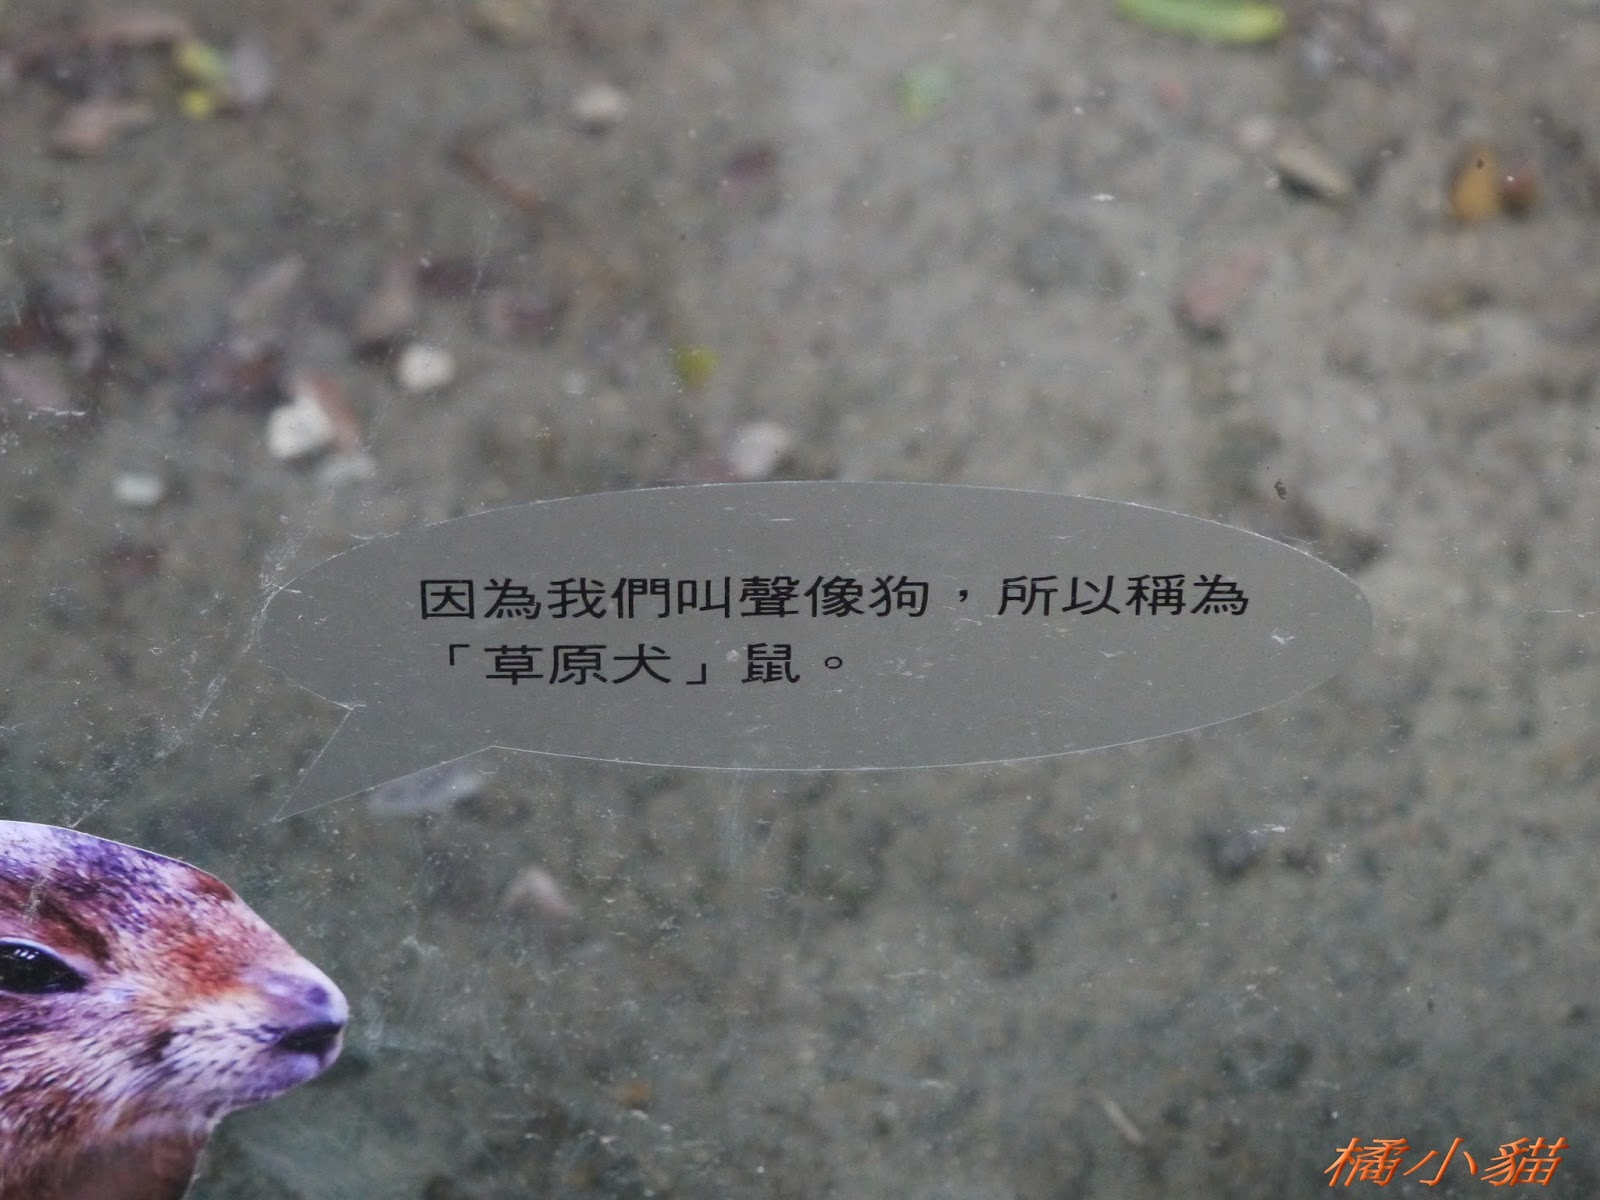 因為我們叫聲像狗，所以稱為
「草原犬」鼠。
橘小貓